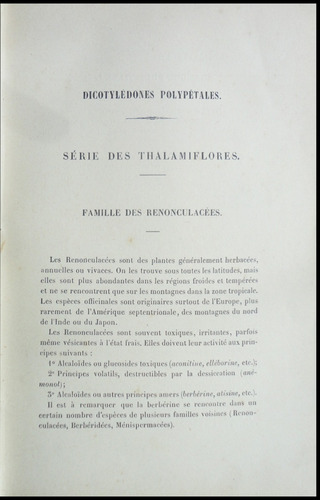 DICOTYLEDONES POLYPÉTALES.
SÉRIE DES THALAMIFLORES.
FAMILLE DES RENONCULACÉES.
Les Renonculacées sont des plantes généralement herbacées,
annuelles ou vivaces. On les trouve sous toutes les latitudes, mais
elles sont plus abondantes dans les régions froides et tempérées
et ne se rencontrent que sur les montagnes dans la zone tropicale.
Les espèces officinales sont originaires surtout de l'Europe, plus
rarement de l'Amérique septentrionale, des montagnes du nord
de l'Inde ou du Japon.
Les Renonculacées sont souvent toxiques, irritantes, parfois
même vésicantes à l'état frais. Elles doivent leur activité aux prin-
cipes suivants :
1° Alcaloïdes ou glucosides toxiques (aconitine, elléborine, etc.);
2° Principes volatils, destructibles par la dessiccation (ané-
monol);
3° Alcaloïdes ou autres principes amers (berbérine, atisine, etc.).
Il est à remarquer que la berbérine se rencontre dans un
certain nombre d'espèces de plusieurs familles voisines (Renon-
culacées, Berbéridées, Ménispermacées).